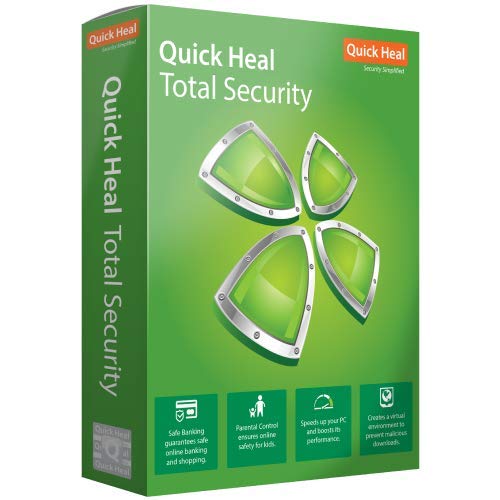 Quick Heal
Total Security
Quick Heal
Security Simplified
Quick Heal Total Security
Safe Banking
guarantees safe
online banking
and shopping.
Parental Control
ensures online
safety for kids.
Speeds up your PC
and boosts its
performance.
Creates a virtual
environment to
prevent malicious
downloads.
Quick Heal
Q
Quick Heal